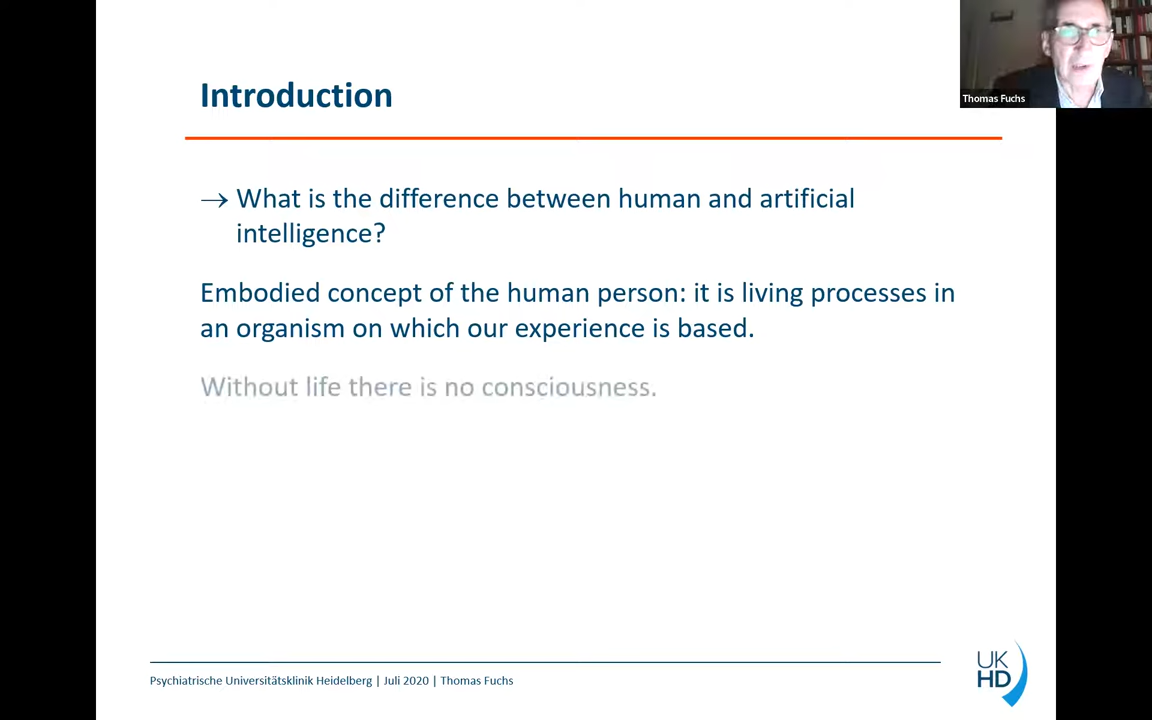 Thomas Fuchs
Introduction
→ What is the difference between human and artificial
intelligence?
Embodied concept of the human person: it is living processes in
an organism on which our experience is based.
Without life there is no consciousness.
Psychiatrische Universitätsklinik Heidelberg | Juli 2020 | Thomas Fuchs
UK
HD